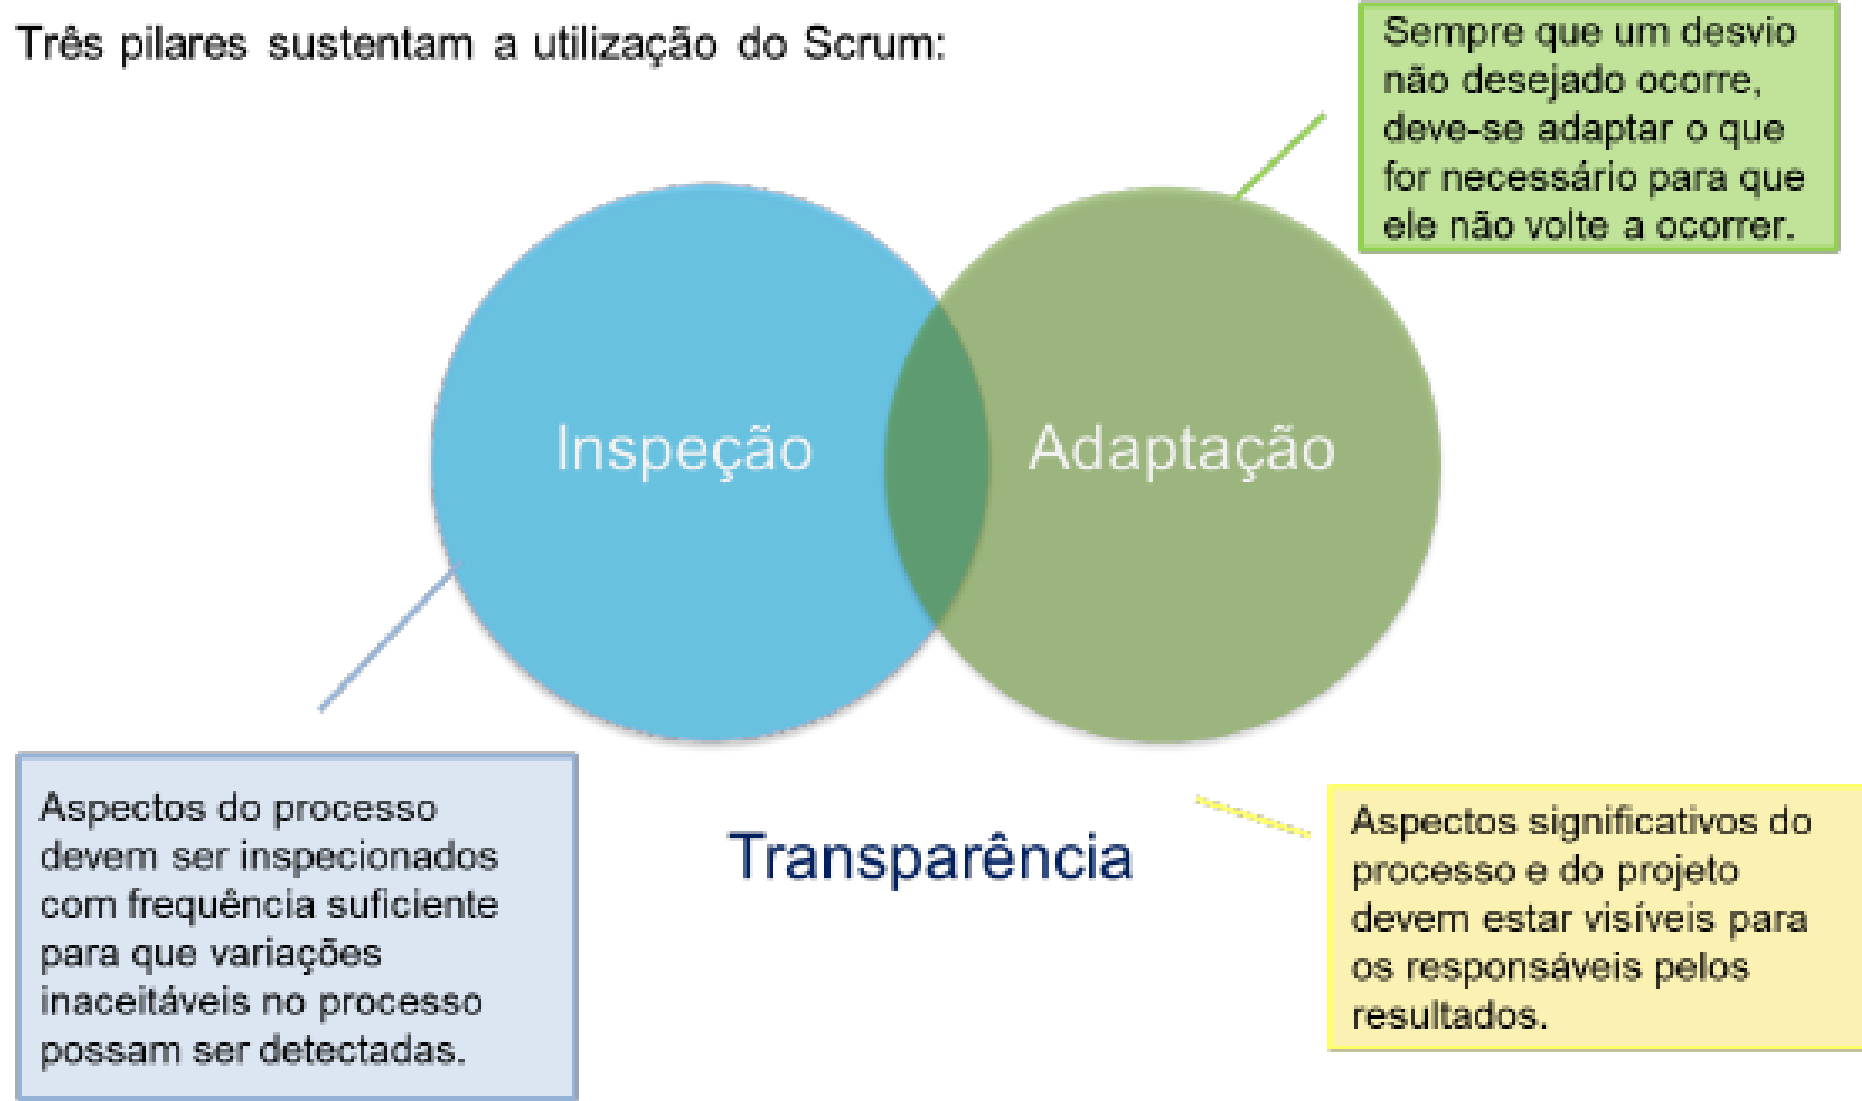 Três pilares sustentam a utilização do Scrum:
Sempre que um desvio
não desejado ocorre,
deve-se adaptar o que
for necessário para que
ele não volte a ocorrer.
Inspeção
Adaptação
Aspectos do processo
devem ser inspecionados
com frequência suficiente
para que variações
inaceitáveis no processo
possam ser detectadas.
Transparência
Aspectos significativos do
processo e do projeto
devem estar visíveis para
os responsáveis pelos
resultados.